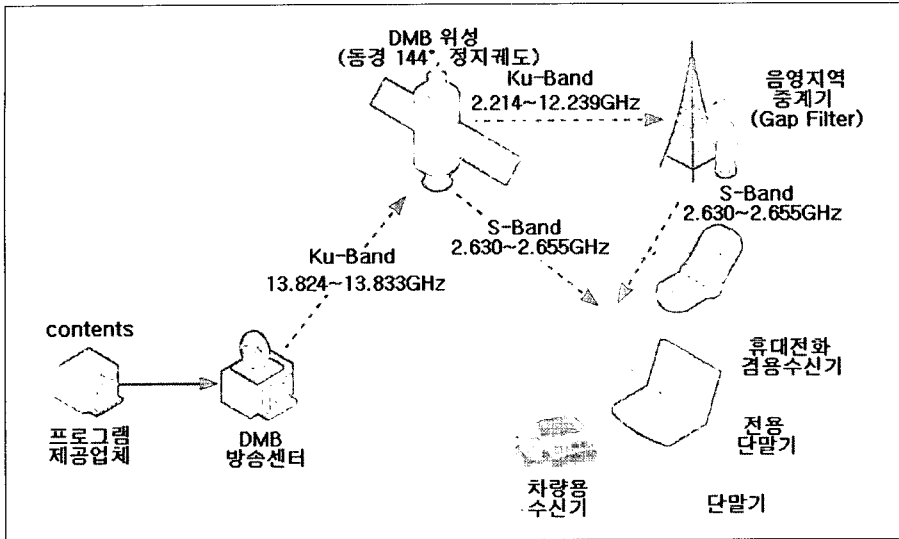 DMB 위성
(동경 144°, 정지궤도)
Ku-Band
2.214~12.239GHz
음영지역
중계기
(Gap Filter)
S-Band
2.630~2.655GHz
S-Band
2.630~2.655GHz
Ku-Band
13.824~13.833GHz
contents
프로그램
제공업체
DMB
방송센터
휴대전화
겸용수신기
전용
단말기
차량용
수신기
단말기